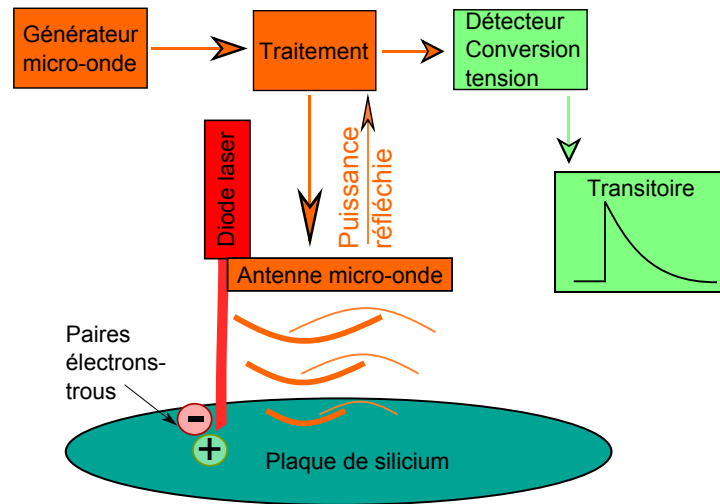 Générateur
micro-onde
Traitement
Détecteur
Conversion
tension
Diode laser
Puissance
réfléchie
Transitoire
Antenne micro-onde
Paires
électrons-
trous
-
+
Plaque de silicium